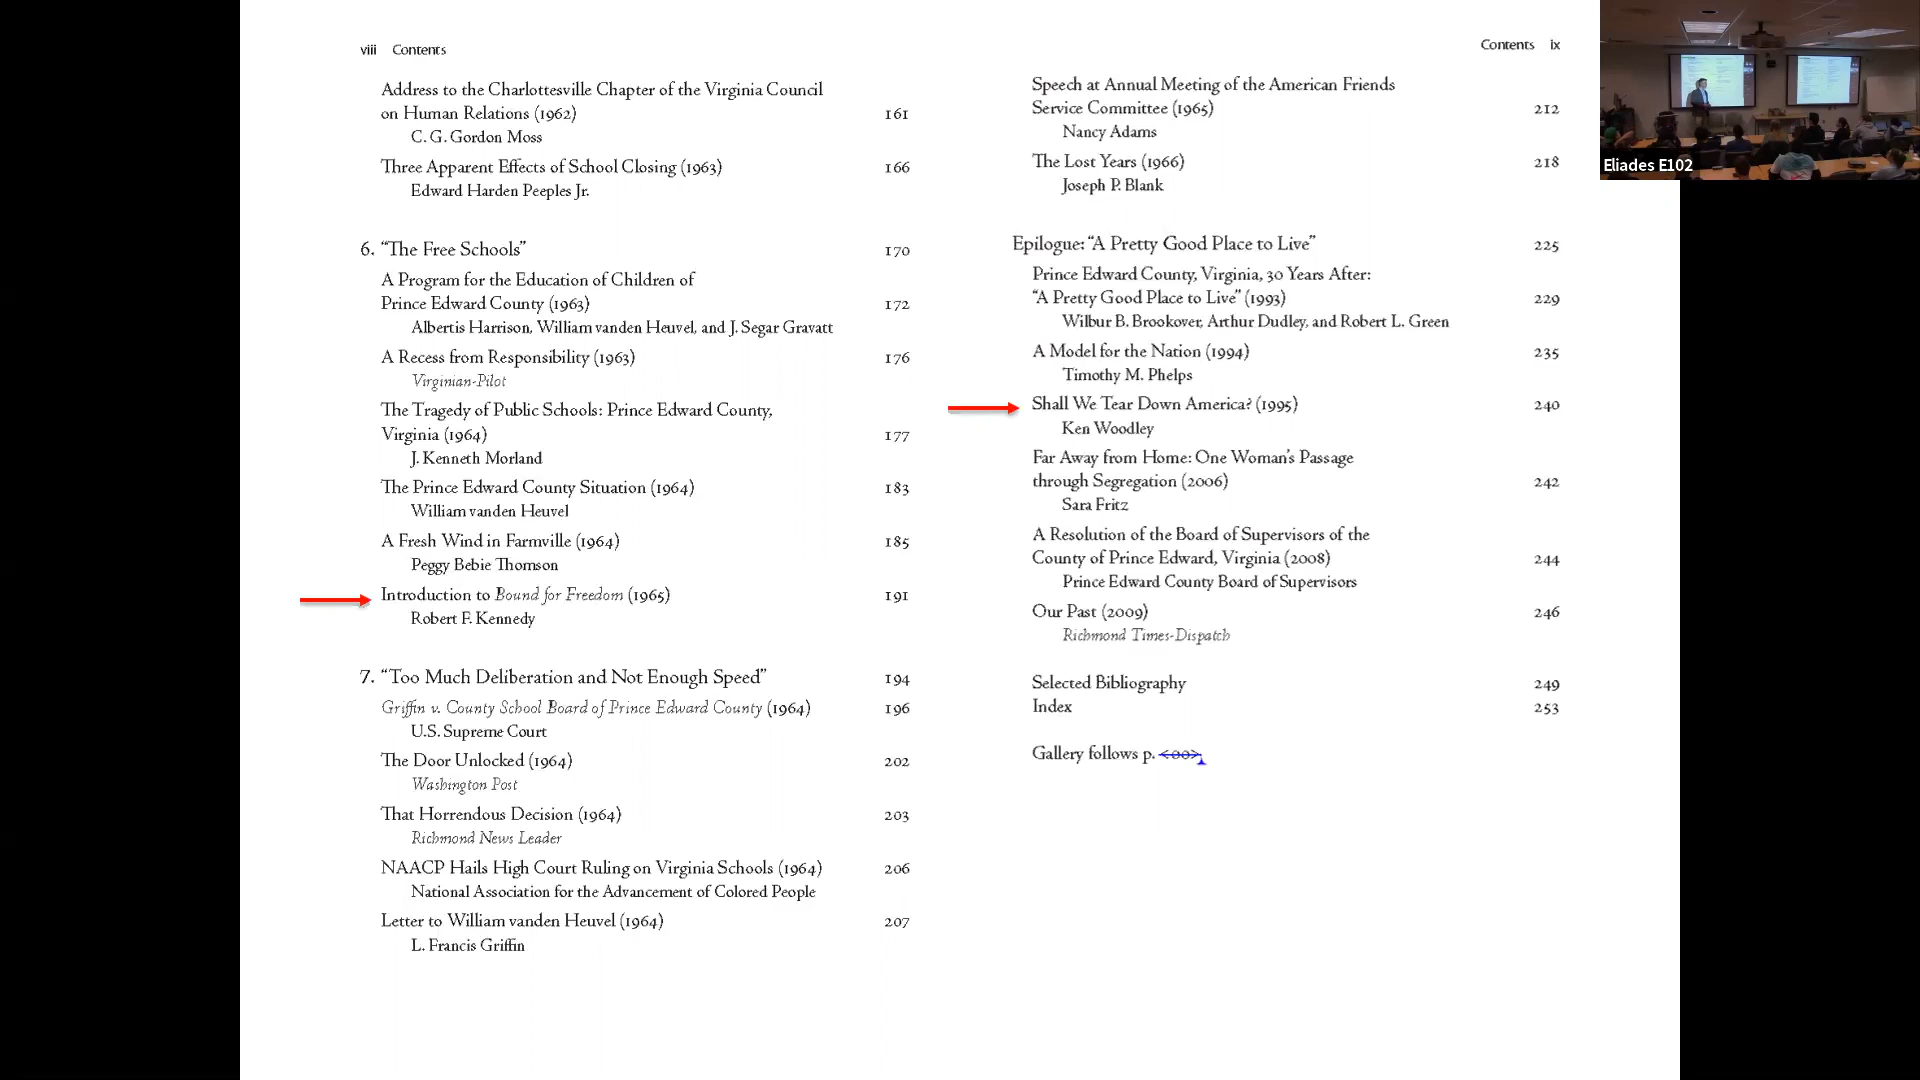 viii Contents
Address to the Charlottesville Chapter of the Virginia Council
on Human Relations (1962) 161
C. G. Gordon Moss
Three Apparent Effects of School Closing (1963) 166
Edward Harden Peeples Jr.
6. “The Free Schools” 170
A Program for the Education of Children of
Prince Edward County (1963) 172
Albertis Harrison, William vanden Heuvel, and J. Segar Gravatt
A Recess from Responsibility (1963) 176
Virginian-Pilot
The Tragedy of Public Schools: Prince Edward County,
Virginia (1964) 177
J. Kenneth Morland
The Prince Edward County Situation (1964) 183
William vanden Heuvel
A Fresh Wind in Farmville (1964) 185
Peggy Bebie Thomson
Introduction to Bound for Freedom (1965) 191
Robert F. Kennedy
7. “Too Much Deliberation and Not Enough Speed” 194
Griffin v. County School Board of Prince Edward County (1964) 196
U.S. Supreme Court
The Door Unlocked (1964) 202
Washington Post
That Horrendous Decision (1964) 203
Richmond News Leader
NAACP Hails High Court Ruling on Virginia Schools (1964) 206
National Association for the Advancement of Colored People
Letter to William vanden Heuvel (1964) 207
L. Francis Griffin
Contents ix
Speech at Annual Meeting of the American Friends
Service Committee (1965) 212
Nancy Adams
The Lost Years (1966) 218
Joseph P. Blank
Epilogue: “A Pretty Good Place to Live” 225
Prince Edward County, Virginia, 30 Years After:
“A Pretty Good Place to Live” (1993) 229
Wilbur B. Brookover, Arthur Dudley, and Robert L. Green
A Model for the Nation (1994) 235
Timothy M. Phelps
Shall We Tear Down America? (1995) 240
Ken Woodley
Far Away from Home: One Woman’s Passage
through Segregation (2006) 242
Sara Fritz
A Resolution of the Board of Supervisors of the
County of Prince Edward, Virginia (2008) 244
Prince Edward County Board of Supervisors
Our Past (2009) 246
Richmond Times-Dispatch
Selected Bibliography 249
Index 253
Gallery follows p. <00>
Eliades E102